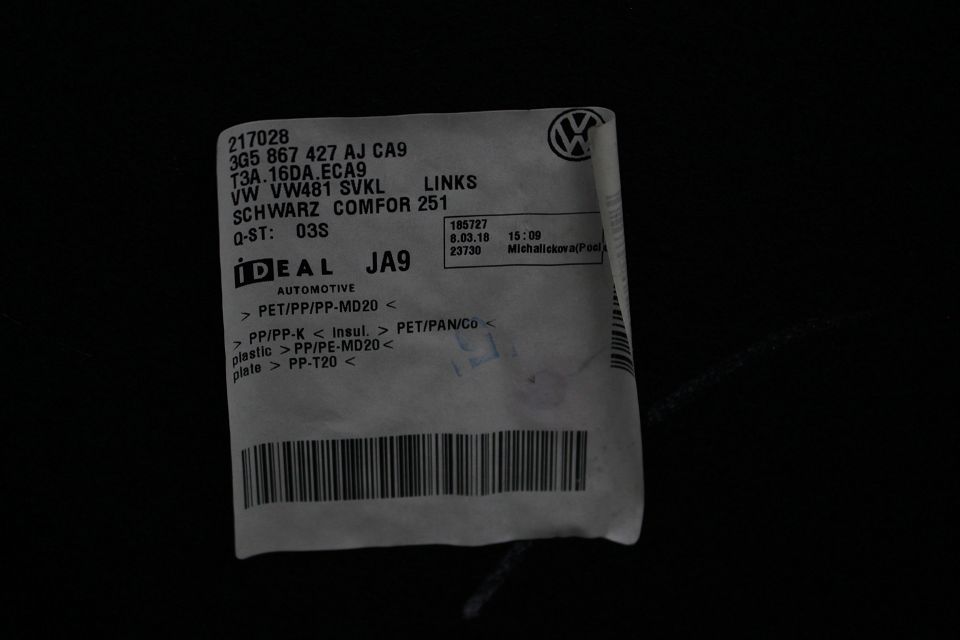 217028
3G5 867 427 AJ CA9
T3A.16DA.ECA9
VW VW481 SVKL LINKS
SCHWARZ COMFOR 251
Q-ST: 03S
185727
8.03.18 15:09
23730 Michalickova(Poc
iDEAL JA9
AUTOMOTIVE
> PET/PP/PP-MD20 <
> PP/PP-K < insul. > PET/PAN/Co <
plastic >PP/PE-MD20<
plate > PP-T20 <